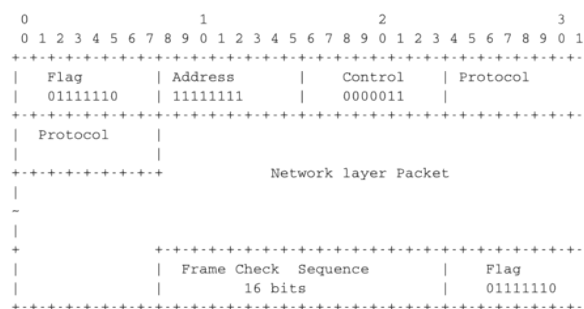 0 1 2 3
0 1 2 3 4 5 6 7 8 9 0 1 2 3 4 5 6 7 8 9 0 1 2 3 4 5 6 7 8 9 0 1
+-+-+-+-+-+-+-+-+-+-+-+-+-+-+-+-+-+-+-+-+-+-+-+-+-+-+-+-+-+-+-+-
| Flag | Address | Control | Protocol
| 01111110 | 11111111 | 0000011 |
+-+-+-+-+-+-+-+-+-+-+-+-+-+-+-+-+-+-+-+-+-+-+-+-+-+-+-+-+-+-+-+-
| Protocol |
| |
+-+-+-+-+-+-+-+-+ Network layer Packet
|
~
|
+ +-+-+-+-+-+-+-+-+-+-+-+-+-+-+-+-+-+-+-+-+-+-+-+-
| | Frame Check Sequence | Flag
| | 16 bits | 01111110
+-+-+-+-+-+-+-+-+-+-+-+-+-+-+-+-+-+-+-+-+-+-+-+-+-+-+-+-+-+-+-+-